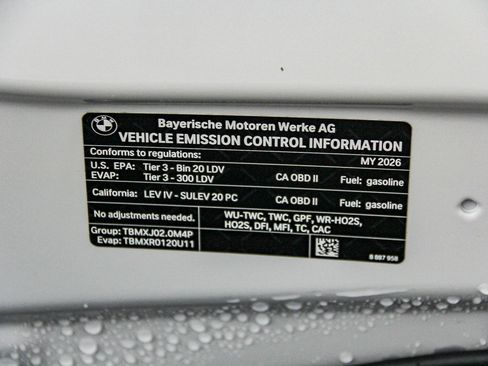 BMW
Bayerische Motoren Werke AG
VEHICLE EMISSION CONTROL INFORMATION
Conforms to regulations: MY 2026
U.S. EPA: Tier 3 - Bin 20 LDV
EVAP: Tier 3 - 300 LDV CA OBD II Fuel: gasoline
California: LEV IV - SULEV 20 PC CA OBD II Fuel: gasoline
No adjustments needed. WU-TWC, TWC, GPF, WR-HO2S,
HO2S, DFI, MFI, TC, CAC
Group: TBMXJ02.0M4P
Evap: TBMXR0120U11
8 897 958